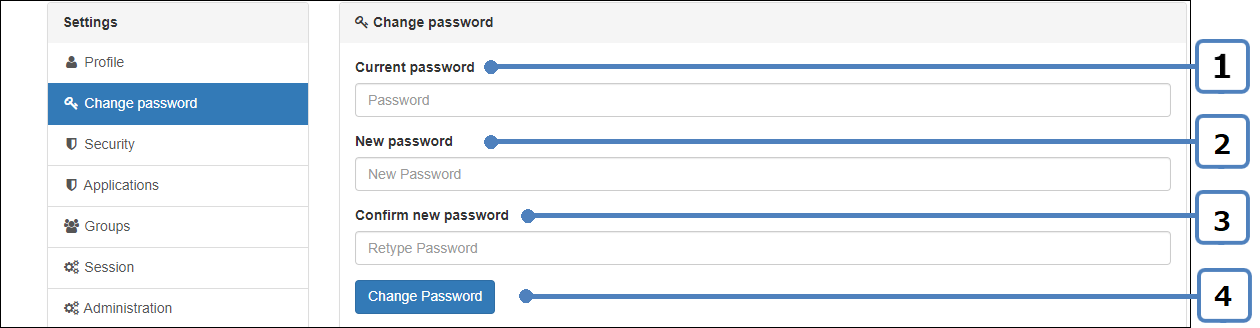 Settings
Profile
Change password
Security
Applications
Groups
Session
Administration
Change password
Current password
Password
New password
New Password
Confirm new password
Retype Password
Change Password
1
2
3
4